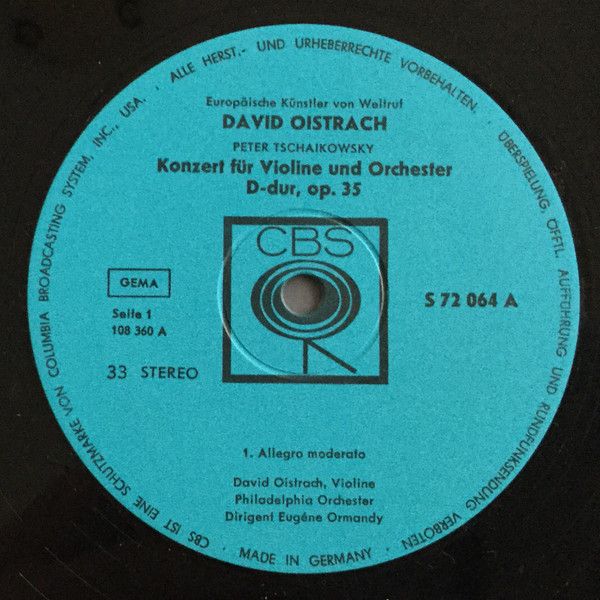 · ALLE HERST.- UND URHEBERRECHTE VORBEHALTEN. · ÜBERSPIELUNG, ÖFFTL. AUFFÜHRUNG UND RUNDFUNKSENDUNG VERBOTEN
Europäische Künstler von Weltruf
DAVID OISTRACH
PETER TSCHAIKOWSKY
Konzert für Violine und Orchester
D-dur, op. 35
CBS
GEMA
S 72 064 A
Seite 1
108 360 A
33 STEREO
1. Allegro moderato
David Oistrach, Violine
Philadelphia Orchester
Dirigent Eugéne Ormandy
CBS IST EINE SCHUTZMARKE VON COLUMBIA BROADCASTING SYSTEM, INC., USA.
· MADE IN GERMANY ·